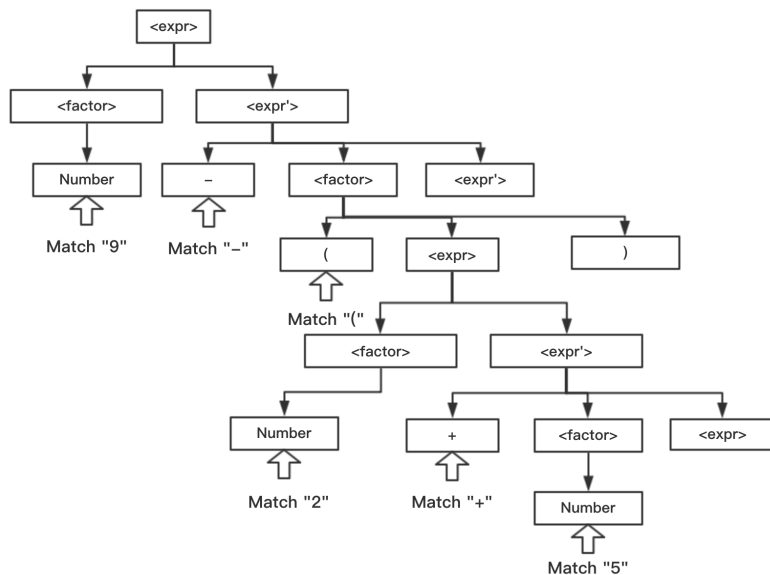 <expr>
<factor>
<expr'>
Number
–
<factor>
<expr'>
Match "9"
Match "–"
(
<expr>
)
Match "("
<factor>
<expr'>
Number
+
<factor>
<expr>
Match "2"
Match "+"
Number
Match "5"